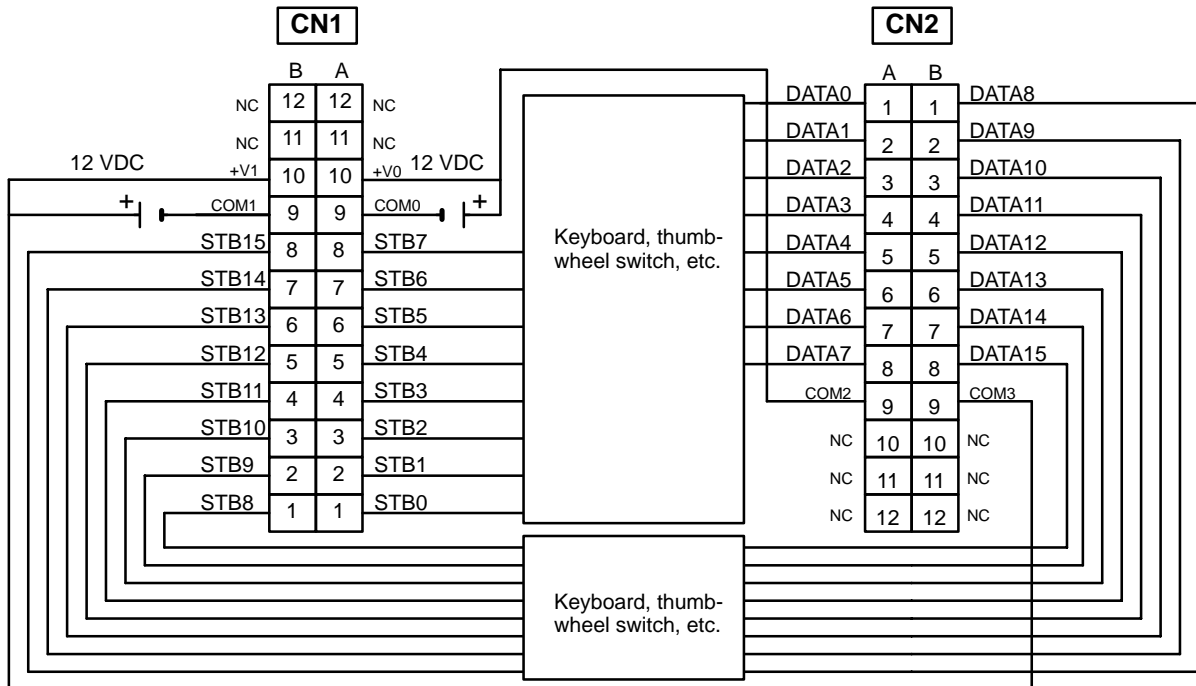 CN1 CN2
B A A B
NC 12 12 NC DATA0 1 1 DATA8
NC 11 11 NC DATA1 2 2 DATA9
12 VDC +V1 10 10 +V0 12 VDC DATA2 3 3 DATA10
+ COM1 9 9 COM0 + DATA3 4 4 DATA11
STB15 8 8 STB7 Keyboard, thumb- DATA4 5 5 DATA12
wheel switch, etc.
STB14 7 7 STB6 DATA5 6 6 DATA13
STB13 6 6 STB5 DATA6 7 7 DATA14
STB12 5 5 STB4 DATA7 8 8 DATA15
STB11 4 4 STB3 COM2 9 9 COM3
STB10 3 3 STB2 NC 10 10 NC
STB9 2 2 STB1 NC 11 11 NC
STB8 1 1 STB0 NC 12 12 NC
Keyboard, thumb-
wheel switch, etc.